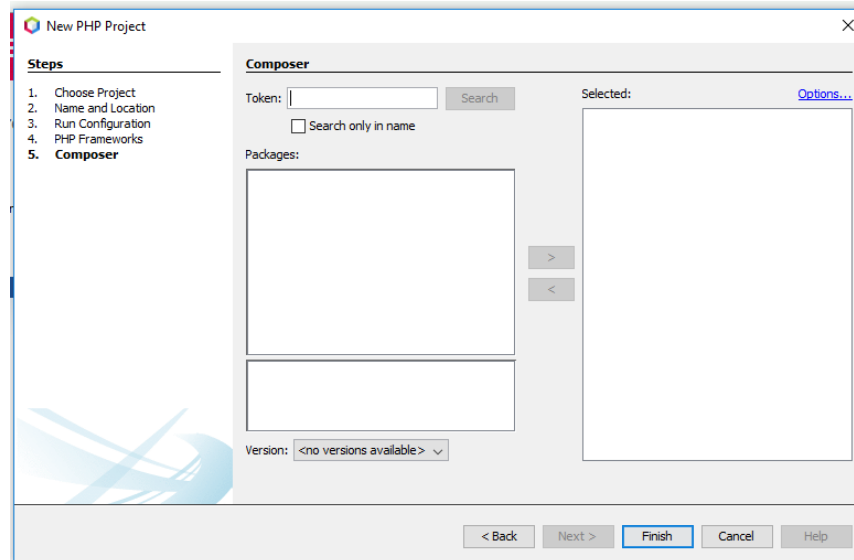 New PHP Project
Steps
1. Choose Project
2. Name and Location
3. Run Configuration
4. PHP Frameworks
5. Composer
Composer
Token:
Search
Search only in name
Packages:
Version: <no versions available>
Selected:
Options...
>
<
< Back
Next >
Finish
Cancel
Help